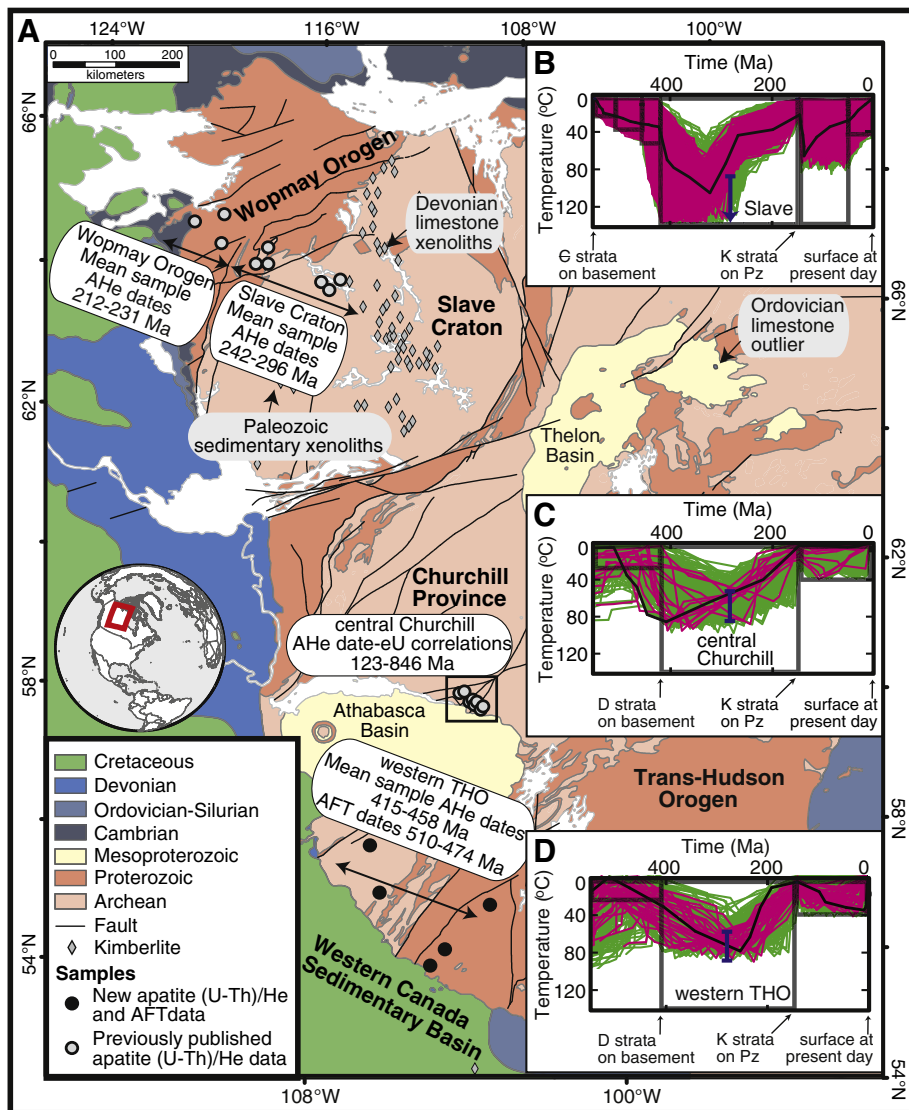 A
124°W
116°W
108°W
100°W
0 100 200
kilometers
66°N
62°N
58°N
54°N
Wopmay Orogen
Devonian
limestone
xenoliths
Wopmay Orogen
Mean sample
AHe dates
212-231 Ma
Slave Craton
Mean sample
AHe dates
242-296 Ma
Slave
Craton
Paleozoic
sedimentary xenoliths
Ordovician
limestone
outlier
Thelon
Basin
Churchill
Province
central Churchill
AHe date-eU correlations
123-846 Ma
Athabasca
Basin
western THO
Mean sample AHe dates
415-458 Ma
AFT dates 510-474 Ma
Trans-Hudson
Orogen
Western Canada
Sedimentary Basin
Cretaceous
Devonian
Ordovician-Silurian
Cambrian
Mesoproterozoic
Proterozoic
Archean
Fault
Kimberlite
Samples
New apatite (U-Th)/He
and AFTdata
Previously published
apatite (U-Th)/He data
B
Time (Ma)
400 200 0
Temperature (ºC)
0
40
80
120
Slave
Ꞓ strata
on basement
K strata
on Pz
surface at
present day
66°N
C
Time (Ma)
400 200 0
Temperature (ºC)
0
40
80
120
central
Churchill
D strata
on basement
K strata
on Pz
surface at
present day
62°N
58°N
D
Time (Ma)
400 200 0
Temperature (ºC)
0
40
80
120
western THO
D strata
on basement
K strata
on Pz
surface at
present day
54°N
108°W
100°W